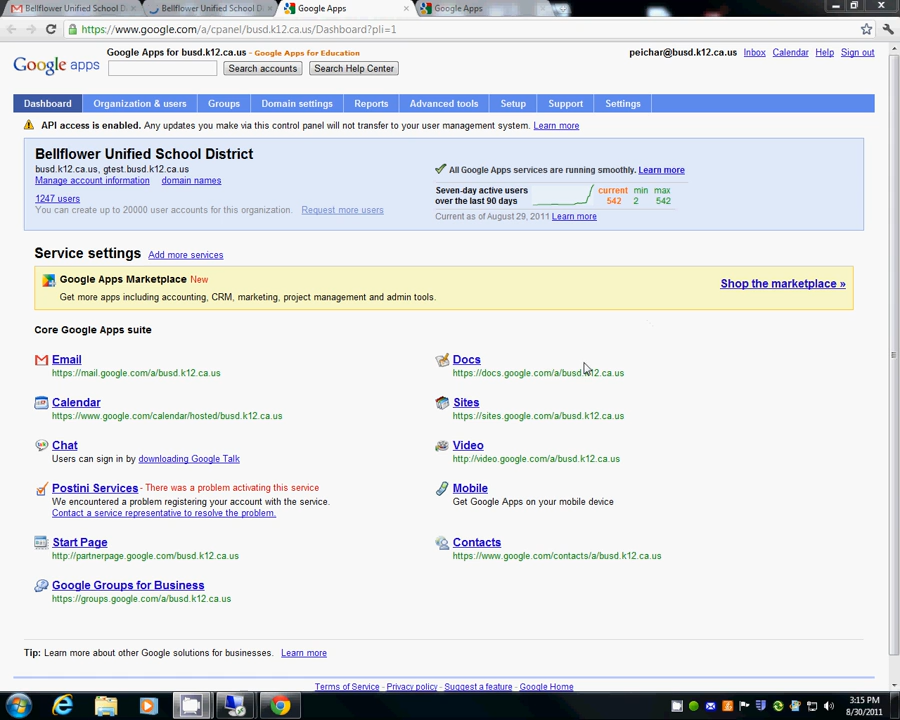 Bellflower Unified School Di
Bellflower Unified School D
Google Apps
Google Apps
https://www.google.com/a/cpanel/busd.k12.ca.us/Dashboard?pli=1
Google apps
Google Apps for busd.k12.ca.us - Google Apps for Education
peichar@busd.k12.ca.us Inbox Calendar Help Sign out
Search accounts Search Help Center
Dashboard Organization & users Groups Domain settings Reports Advanced tools Setup Support Settings
API access is enabled. Any updates you make via this control panel will not transfer to your user management system. Learn more
Bellflower Unified School District
busd.k12.ca.us, gtest.busd.k12.ca.us
Manage account information domain names
1247 users
You can create up to 20000 user accounts for this organization. Request more users
All Google Apps services are running smoothly. Learn more
Seven-day active users over the last 90 days
current min max
542 2 542
Current as of August 29, 2011 Learn more
Service settings Add more services
Google Apps Marketplace New
Get more apps including accounting, CRM, marketing, project management and admin tools.
Shop the marketplace »
Core Google Apps suite
Email
https://mail.google.com/a/busd.k12.ca.us
Docs
https://docs.google.com/a/busd.k12.ca.us
Calendar
https://www.google.com/calendar/hosted/busd.k12.ca.us
Sites
https://sites.google.com/a/busd.k12.ca.us
Chat
Users can sign in by downloading Google Talk
Video
http://video.google.com/a/busd.k12.ca.us
Postini Services - There was a problem activating this service
We encountered a problem registering your account with the service.
Contact a service representative to resolve the problem.
Mobile
Get Google Apps on your mobile device
Start Page
http://partnerpage.google.com/busd.k12.ca.us
Contacts
https://www.google.com/contacts/a/busd.k12.ca.us
Google Groups for Business
https://groups.google.com/a/busd.k12.ca.us
Tip: Learn more about other Google solutions for businesses. Learn more
Terms of Service - Privacy policy - Suggest a feature - Google Home
3:15 PM
8/30/2011